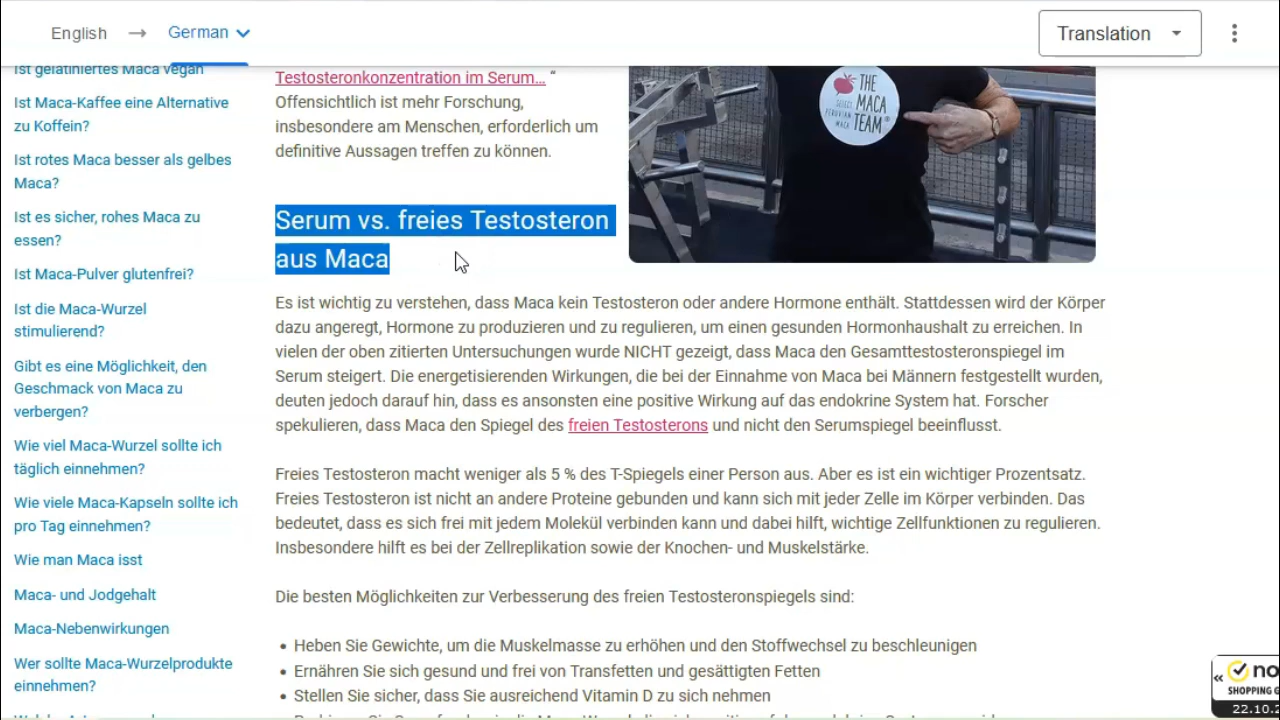 English → German
Translation
Ist gelatiniertes Maca vegan
Ist Maca-Kaffee eine Alternative
zu Koffein?
Ist rotes Maca besser als gelbes
Maca?
Ist es sicher, rohes Maca zu
essen?
Ist Maca-Pulver glutenfrei?
Ist die Maca-Wurzel
stimulierend?
Gibt es eine Möglichkeit, den
Geschmack von Maca zu
verbergen?
Wie viel Maca-Wurzel sollte ich
täglich einnehmen?
Wie viele Maca-Kapseln sollte ich
pro Tag einnehmen?
Wie man Maca isst
Maca- und Jodgehalt
Maca-Nebenwirkungen
Wer sollte Maca-Wurzelprodukte
einnehmen?
Testosteronkonzentration im Serum… “
Offensichtlich ist mehr Forschung,
insbesondere am Menschen, erforderlich um
definitive Aussagen treffen zu können.
THE
MACA
TEAM®
Serum vs. freies Testosteron
aus Maca
Es ist wichtig zu verstehen, dass Maca kein Testosteron oder andere Hormone enthält. Stattdessen wird der Körper
dazu angeregt, Hormone zu produzieren und zu regulieren, um einen gesunden Hormonhaushalt zu erreichen. In
vielen der oben zitierten Untersuchungen wurde NICHT gezeigt, dass Maca den Gesamttestosteronspiegel im
Serum steigert. Die energetisierenden Wirkungen, die bei der Einnahme von Maca bei Männern festgestellt wurden,
deuten jedoch darauf hin, dass es ansonsten eine positive Wirkung auf das endokrine System hat. Forscher
spekulieren, dass Maca den Spiegel des freien Testosterons und nicht den Serumspiegel beeinflusst.
Freies Testosteron macht weniger als 5 % des T-Spiegels einer Person aus. Aber es ist ein wichtiger Prozentsatz.
Freies Testosteron ist nicht an andere Proteine gebunden und kann sich mit jeder Zelle im Körper verbinden. Das
bedeutet, dass es sich frei mit jedem Molekül verbinden kann und dabei hilft, wichtige Zellfunktionen zu regulieren.
Insbesondere hilft es bei der Zellreplikation sowie der Knochen- und Muskelstärke.
Die besten Möglichkeiten zur Verbesserung des freien Testosteronspiegels sind:
• Heben Sie Gewichte, um die Muskelmasse zu erhöhen und den Stoffwechsel zu beschleunigen
• Ernähren Sie sich gesund und frei von Transfetten und gesättigten Fetten
• Stellen Sie sicher, dass Sie ausreichend Vitamin D zu sich nehmen
« no
SHOPPING G
22.10.2